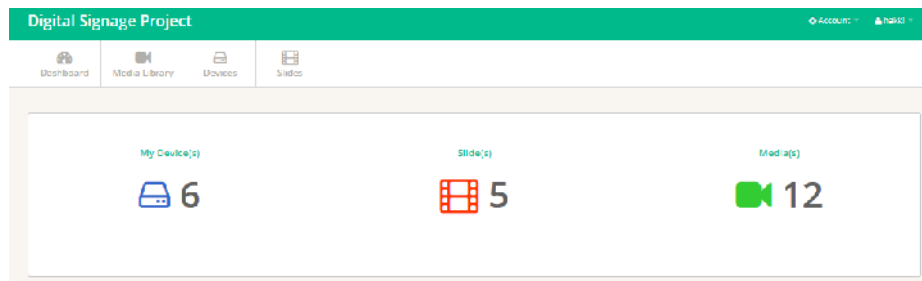 Digital Signage Project
Account
hakki
Dashboard
Media Library
Devices
Slides
My Device(s)
Slide(s)
Media(s)
6
5
12